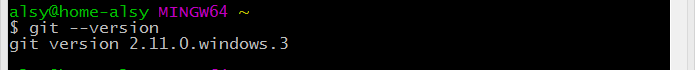 alsy@home-alsy MINGW64 ~
$ git --version
git version 2.11.0.windows.3